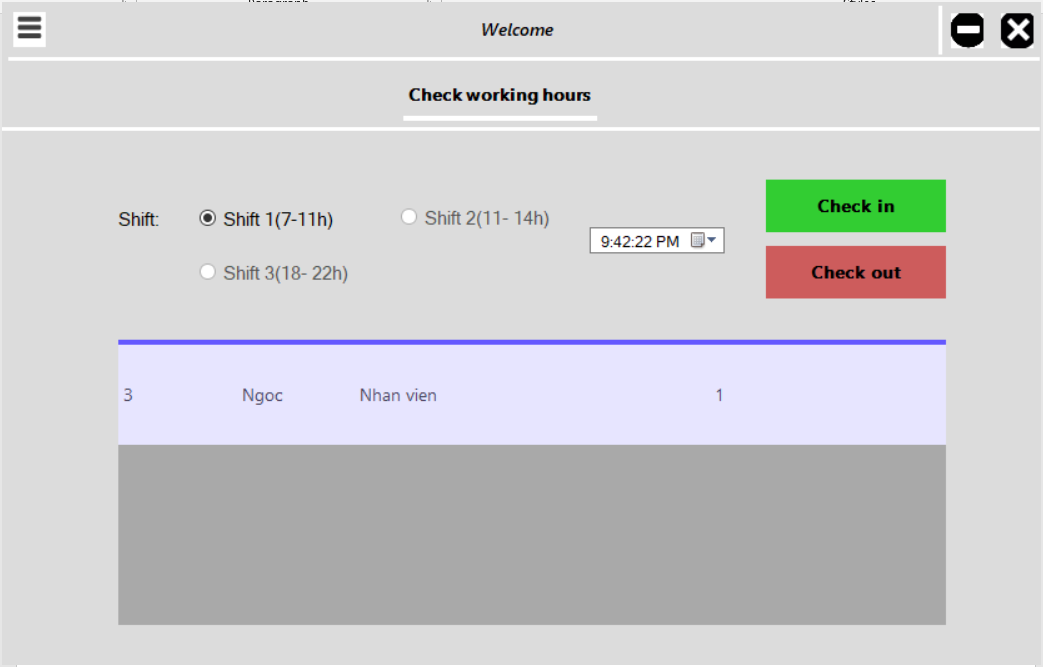 Welcome
Check working hours
Shift:
Shift 1(7-11h)
Shift 2(11- 14h)
9:42:22 PM
Check in
Shift 3(18- 22h)
Check out
3 Ngoc Nhan vien 1